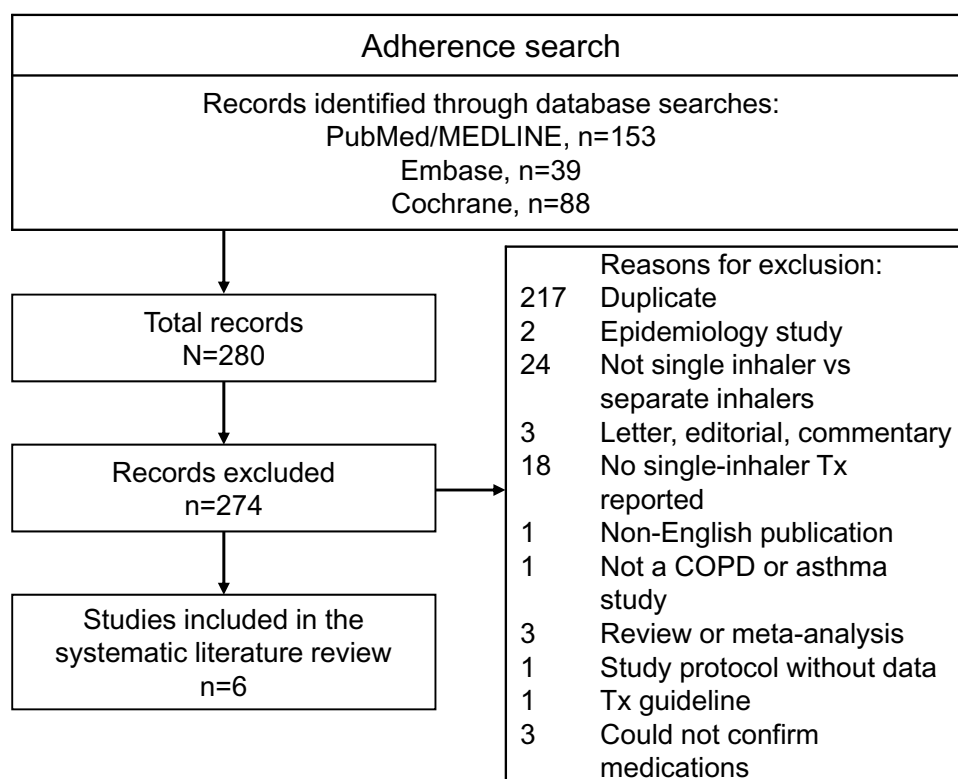 Adherence search
Records identified through database searches:
PubMed/MEDLINE, n=153
Embase, n=39
Cochrane, n=88
Total records
N=280
Records excluded
n=274
Studies included in the
systematic literature review
n=6
Reasons for exclusion:
217 Duplicate
2 Epidemiology study
24 Not single inhaler vs
separate inhalers
3 Letter, editorial, commentary
18 No single-inhaler Tx
reported
1 Non-English publication
1 Not a COPD or asthma
study
3 Review or meta-analysis
1 Study protocol without data
1 Tx guideline
3 Could not confirm
medications